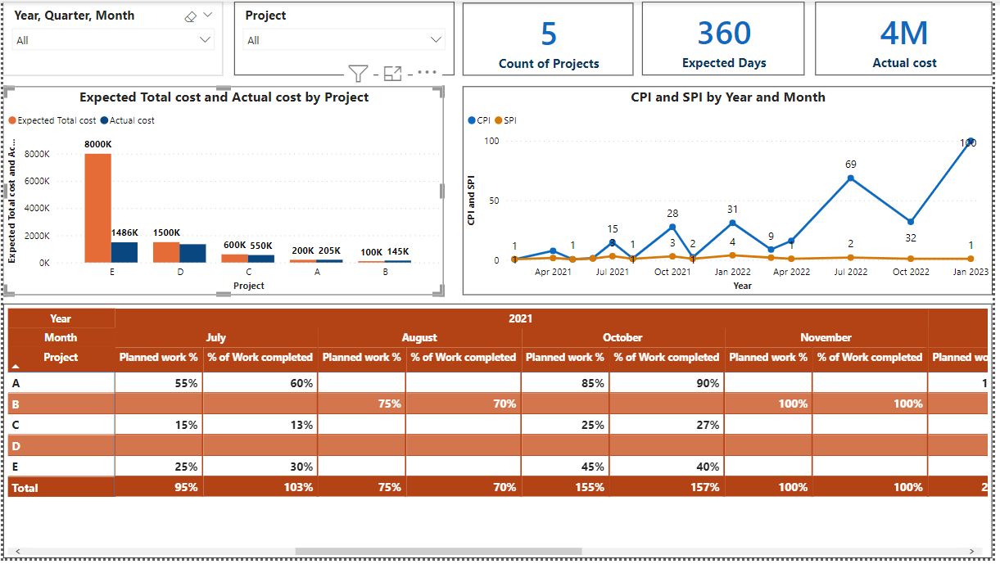 Year, Quarter, Month
All
Project
All
5
Count of Projects
360
Expected Days
4M
Actual cost
Expected Total cost and Actual cost by Project
Expected Total cost Actual cost
Expected Total cost and Ac...
8000K
6000K
4000K
2000K
0K
8000K
1486K
1500K
600K 550K
200K 205K
100K 145K
E D C A B
Project
CPI and SPI by Year and Month
CPI SPI
CPI and SPI
100
50
0
1 1 15 1 28 2 31 9 69 32 100
1 3 1 3 1 4 1 2 1
Apr 2021 Jul 2021 Oct 2021 Jan 2022 Apr 2022 Jul 2022 Oct 2022 Jan 2023
Year
Year 2021
Month July August October November
Project Planned work % % of Work completed Planned work % % of Work completed Planned work % % of Work completed Planned work % % of Work completed Planned wo
A 55% 60% 85% 90% 1
B 75% 70% 100% 100%
C 15% 13% 25% 27%
D
E 25% 30% 45% 40%
Total 95% 103% 75% 70% 155% 157% 100% 100% 2